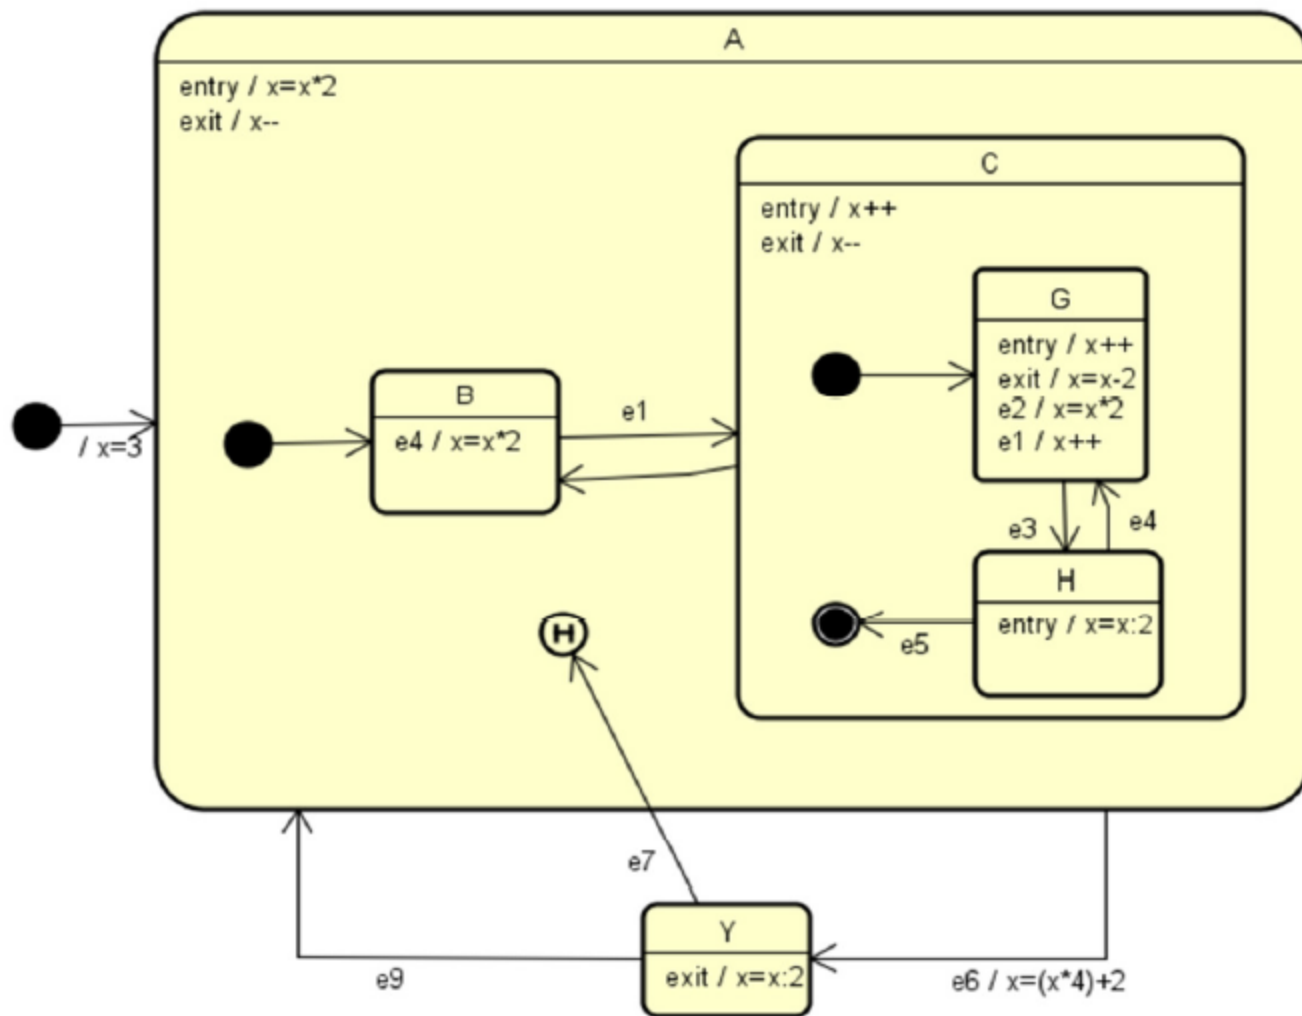 A
entry / x=x*2
exit / x--
C
entry / x++
exit / x--
G
entry / x++
exit / x=x-2
e2 / x=x*2
e1 / x++
B
e4 / x=x*2
e1
/ x=3
e3
e4
H
entry / x=x:2
e5
H
e7
Y
exit / x=x:2
e9
e6 / x=(x*4)+2